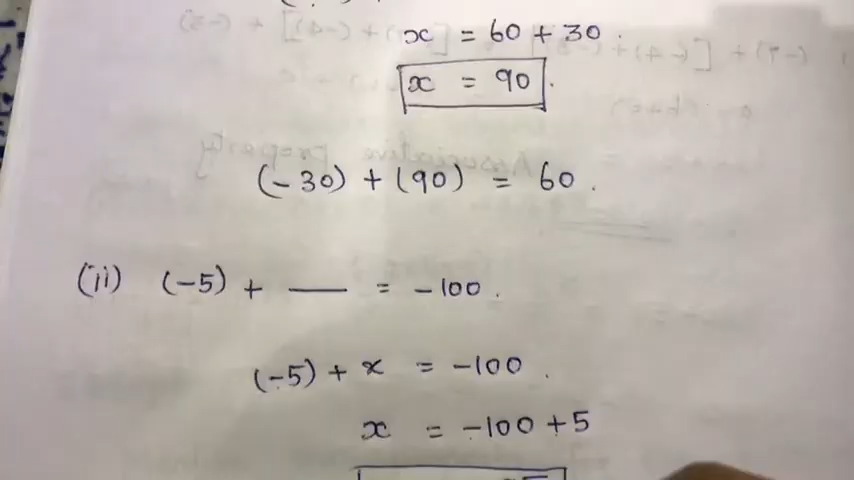 x = 60 + 30.
x = 90.
(-30) + (90) = 60.
(ii) (-5) + ___ = -100.
(-5) + x = -100.
x = -100 + 5